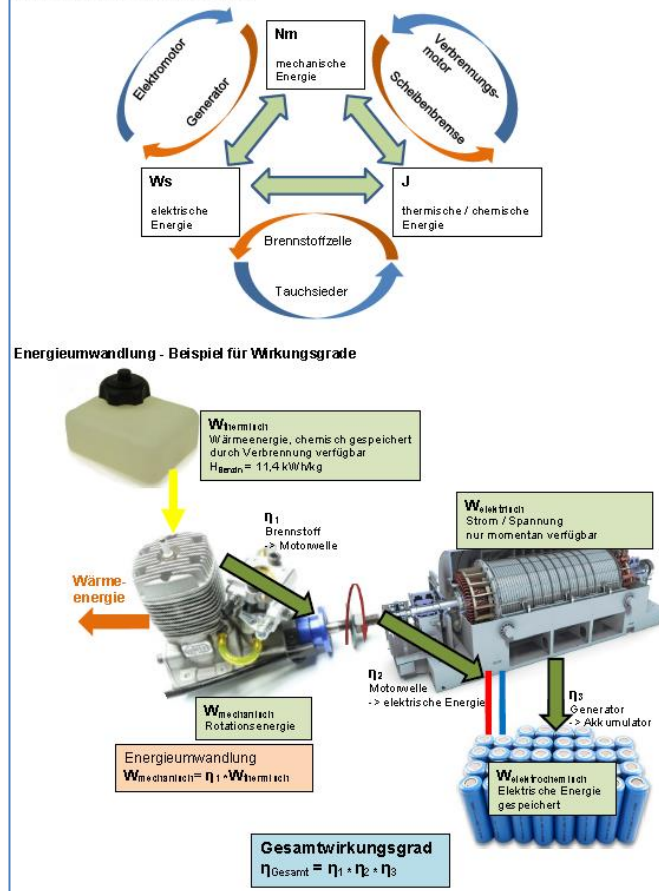 Nm
mechanische
Energie
Elektromotor
Generator
Verbrennungs-
motor
Scheibenbremse
Ws
elektrische
Energie
J
thermische / chemische
Energie
Brennstoffzelle
Tauchsieder
Energieumwandlung - Beispiel für Wirkungsgrade
Wthermisch
Wärmeenergie, chemisch gespeichert
durch Verbrennung verfügbar
HBenzin = 11,4 kWh/kg
η1
Brennstoff
-> Motorwelle
Welektrisch
Strom / Spannung
nur momentan verfügbar
Wärme-
energie
η2
Motorwelle
-> elektrische Energie
η3
Generator
-> Akkumulator
Wmechanisch
Rotationsenergie
Energieumwandlung
Wmechanisch = η1 * Wthermisch
Welektrochemisch
Elektrische Energie
gespeichert
Gesamtwirkungsgrad
ηGesamt = η1 * η2 * η3